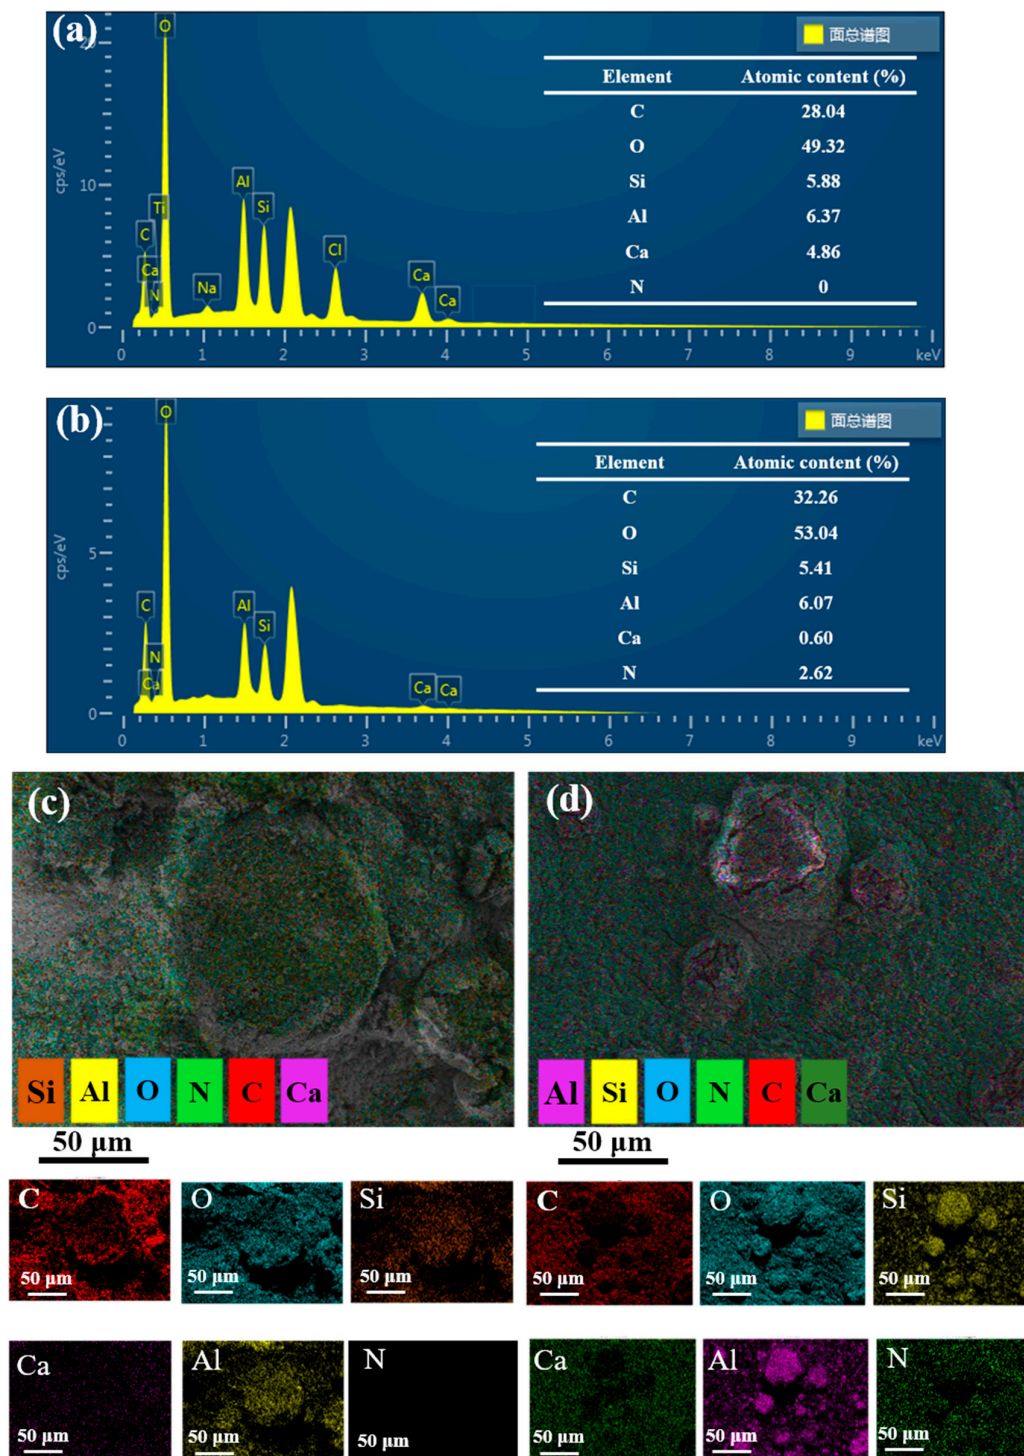 (a)
面总谱图
Element Atomic content (%)
C 28.04
O 49.32
Si 5.88
Al 6.37
Ca 4.86
N 0
cps/eV
20
10
0
O
Ti
C
Ca
N
Na
Al
Si
Cl
Ca
Ca
0 1 2 3 4 5 6 7 8 9 keV
(b)
面总谱图
Element Atomic content (%)
C 32.26
O 53.04
Si 5.41
Al 6.07
Ca 0.60
N 2.62
cps/eV
5
0
O
C
N
Ca
Al
Si
Ca
Ca
0 1 2 3 4 5 6 7 8 9 keV
(c)
Si Al O N C Ca
50 μm
(d)
Al Si O N C Ca
50 μm
C O Si C O Si
50 μm 50 μm 50 μm 50 μm 50 μm 50 μm
Ca Al N Ca Al N
50 μm 50 μm 50 μm 50 μm 50 μm 50 μm